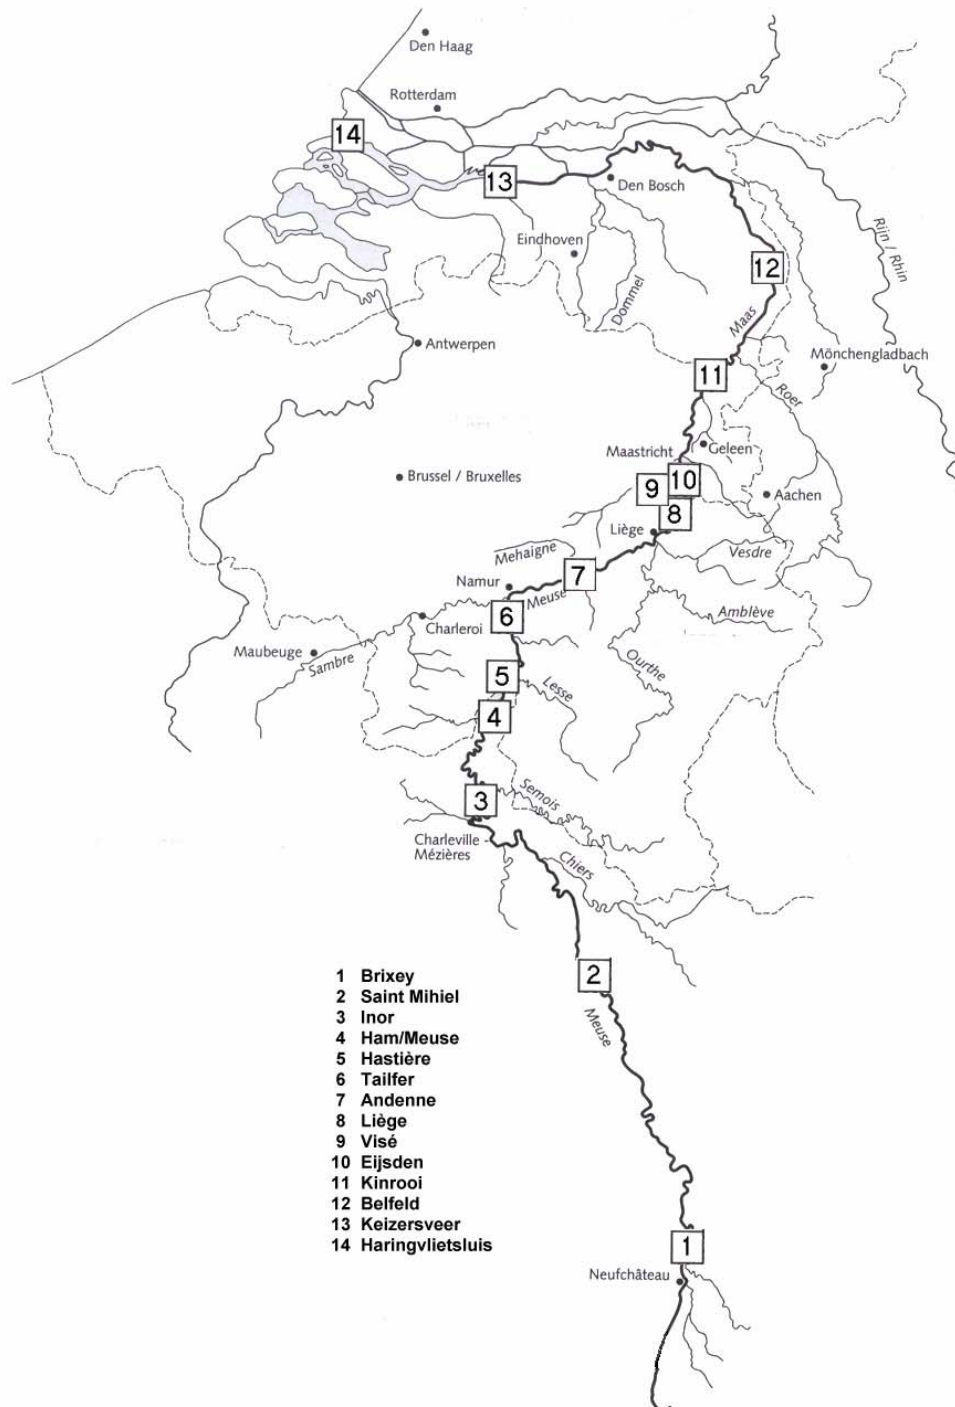 Den Haag
Rotterdam
14
13
Den Bosch
Eindhoven
Rijn / Rhin
12
Dommel
Maas
Antwerpen
Mönchengladbach
11
Roer
Maastricht
Geleen
Brussel / Bruxelles
9
10
Aachen
8
Liège
Mehaigne
Vesdre
7
Namur
Meuse
6
Amblève
Charleroi
Maubeuge
Sambre
5
Lesse
Ourthe
4
Semois
3
Charleville
Mézières
Chiers
2
Meuse
1 Brixey
2 Saint Mihiel
3 Inor
4 Ham/Meuse
5 Hastière
6 Tailfer
7 Andenne
8 Liège
9 Visé
10 Eijsden
11 Kinrooi
12 Belfeld
13 Keizersveer
14 Haringvlietsluis
1
Neufchâteau